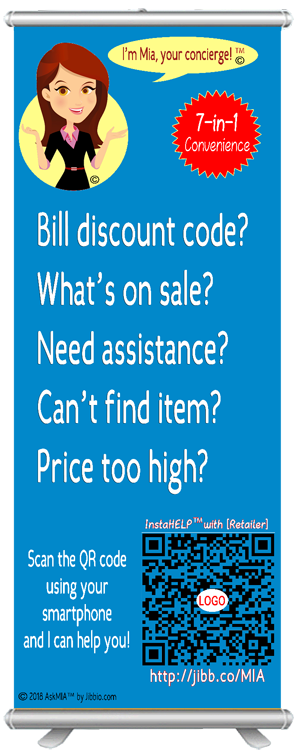 I'm Mia, your concierge! ™
©
7-in-1
Convenience
©
Bill discount code?
What's on sale?
Need assistance?
Can't find item?
Price too high?
InstaHELP™ with [Retailer]
Scan the QR code
using your
smartphone
and I can help you!
LOGO
http://jibb.co/MIA
© 2018 AskMIA™ by Jibbio.com